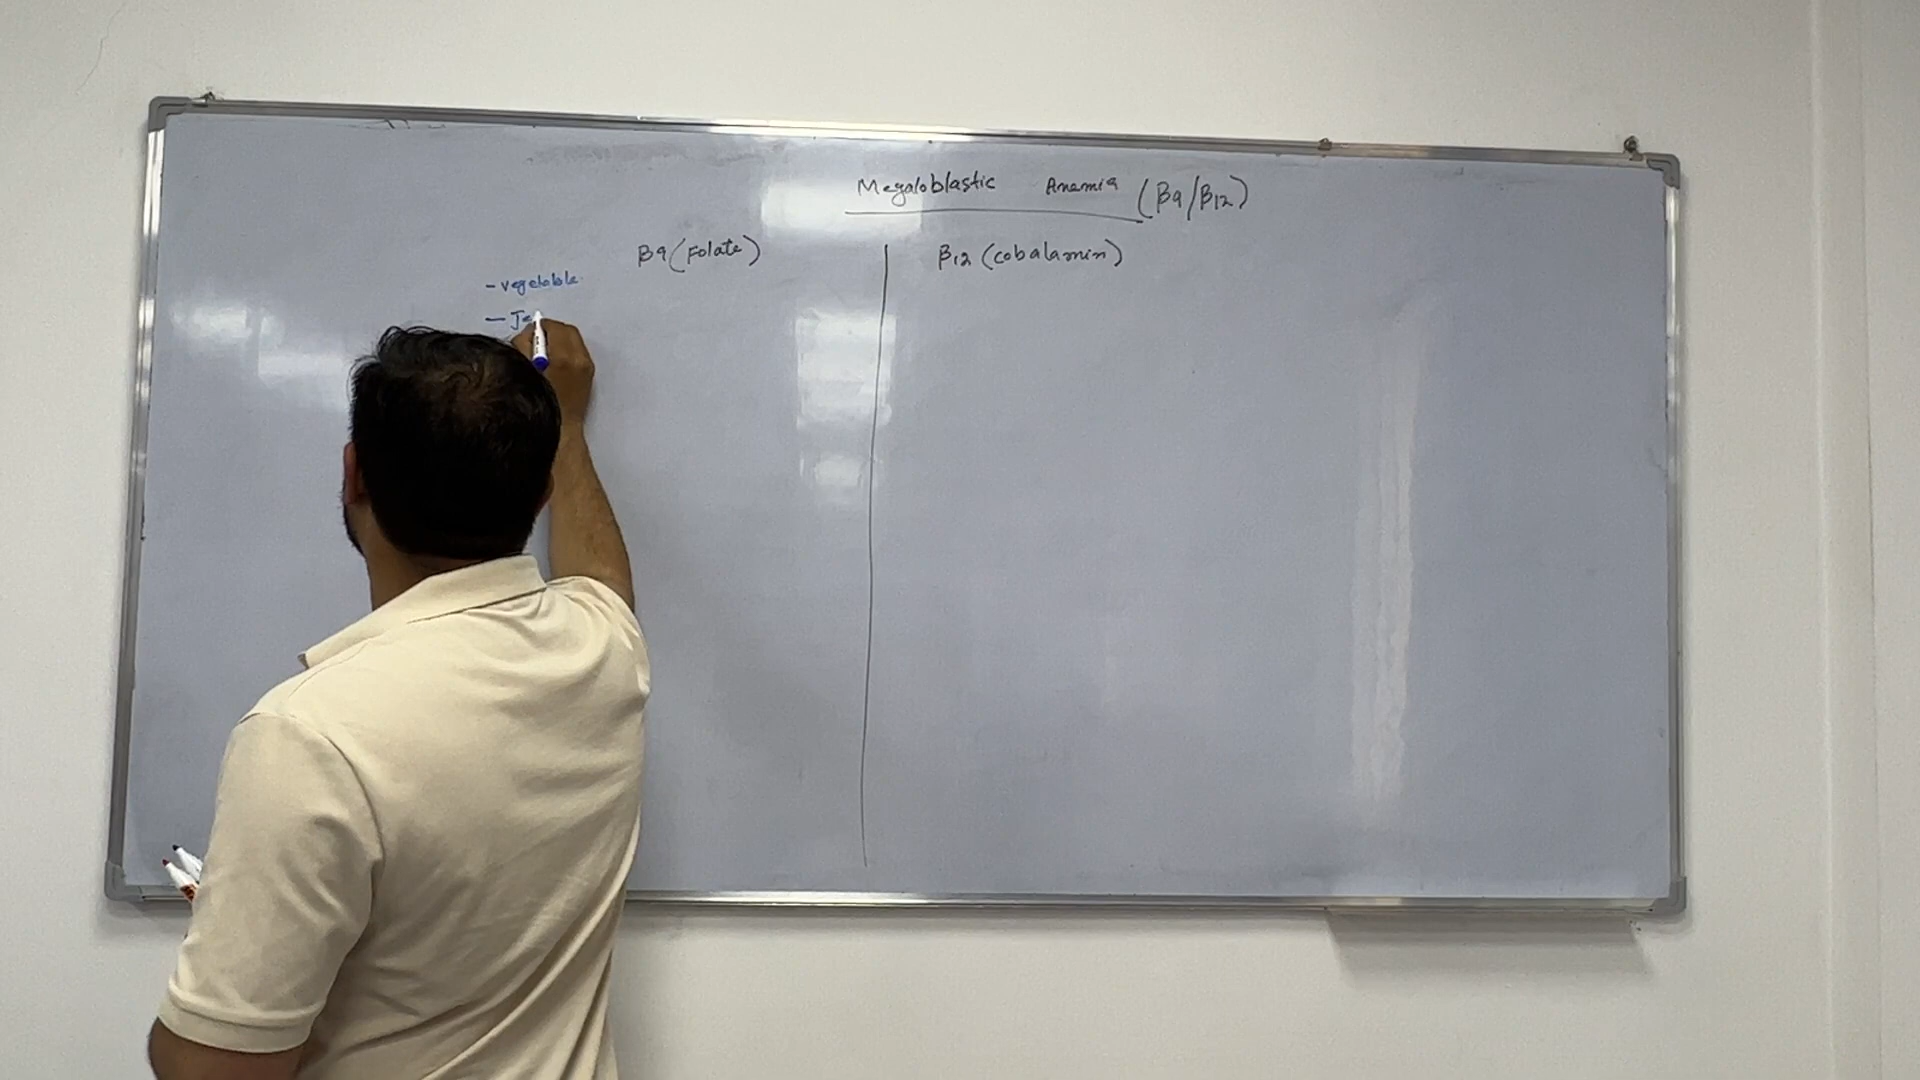 Megaloblastic Anemia (B9/B12)
B9 (Folate)
B12 (cobalamin)
- vegetable
- Je